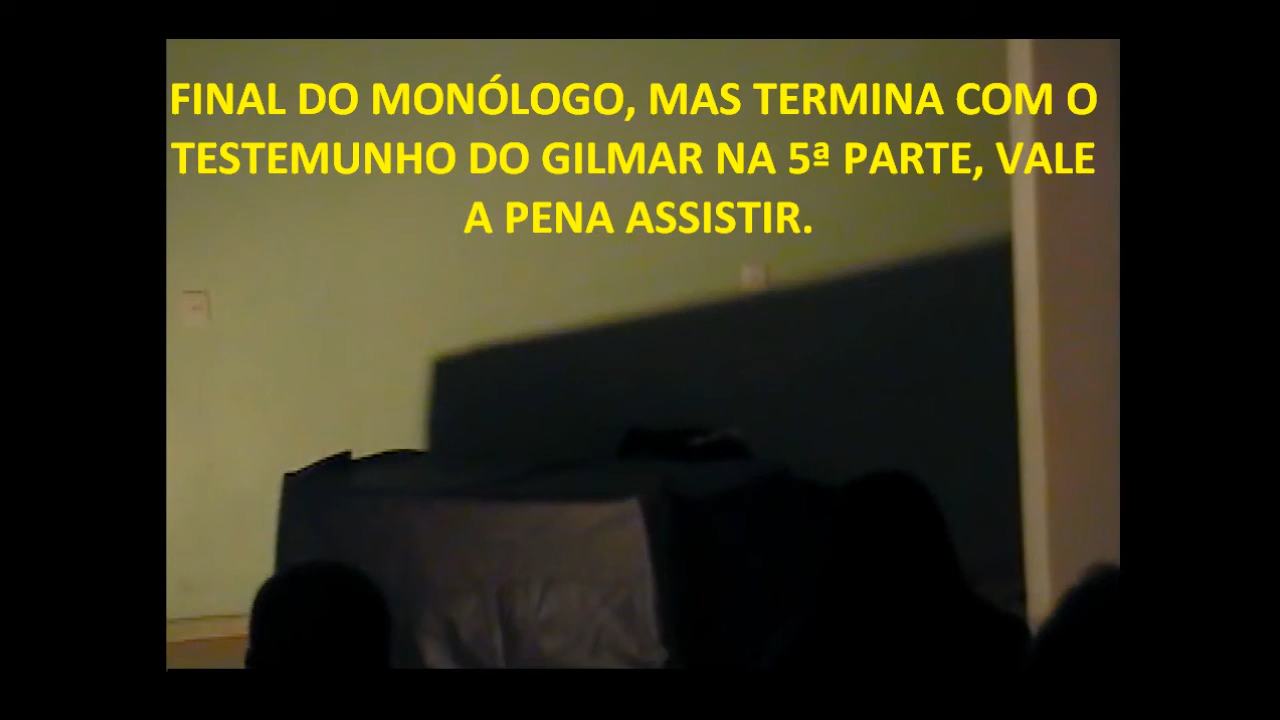 FINAL DO MONÓLOGO, MAS TERMINA COM O
TESTEMUNHO DO GILMAR NA 5ª PARTE, VALE
A PENA ASSISTIR.